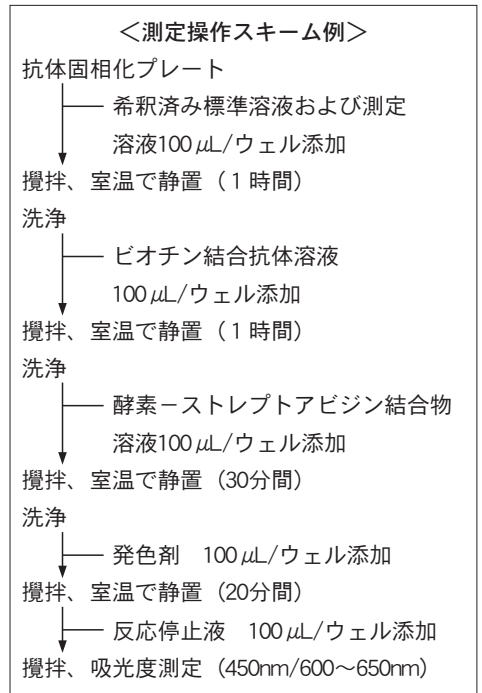 ＜測定操作スキーム例＞
抗体固相化プレート
希釈済み標準溶液および測定
溶液100μL/ウェル添加
攪拌、室温で静置（1時間）
洗浄
ビオチン結合抗体溶液
100μL/ウェル添加
攪拌、室温で静置（1時間）
洗浄
酵素－ストレプトアビジン結合物
溶液100μL/ウェル添加
攪拌、室温で静置（30分間）
洗浄
発色剤　100μL/ウェル添加
攪拌、室温で静置（20分間）
反応停止液　100μL/ウェル添加
攪拌、吸光度測定（450nm/600～650nm）